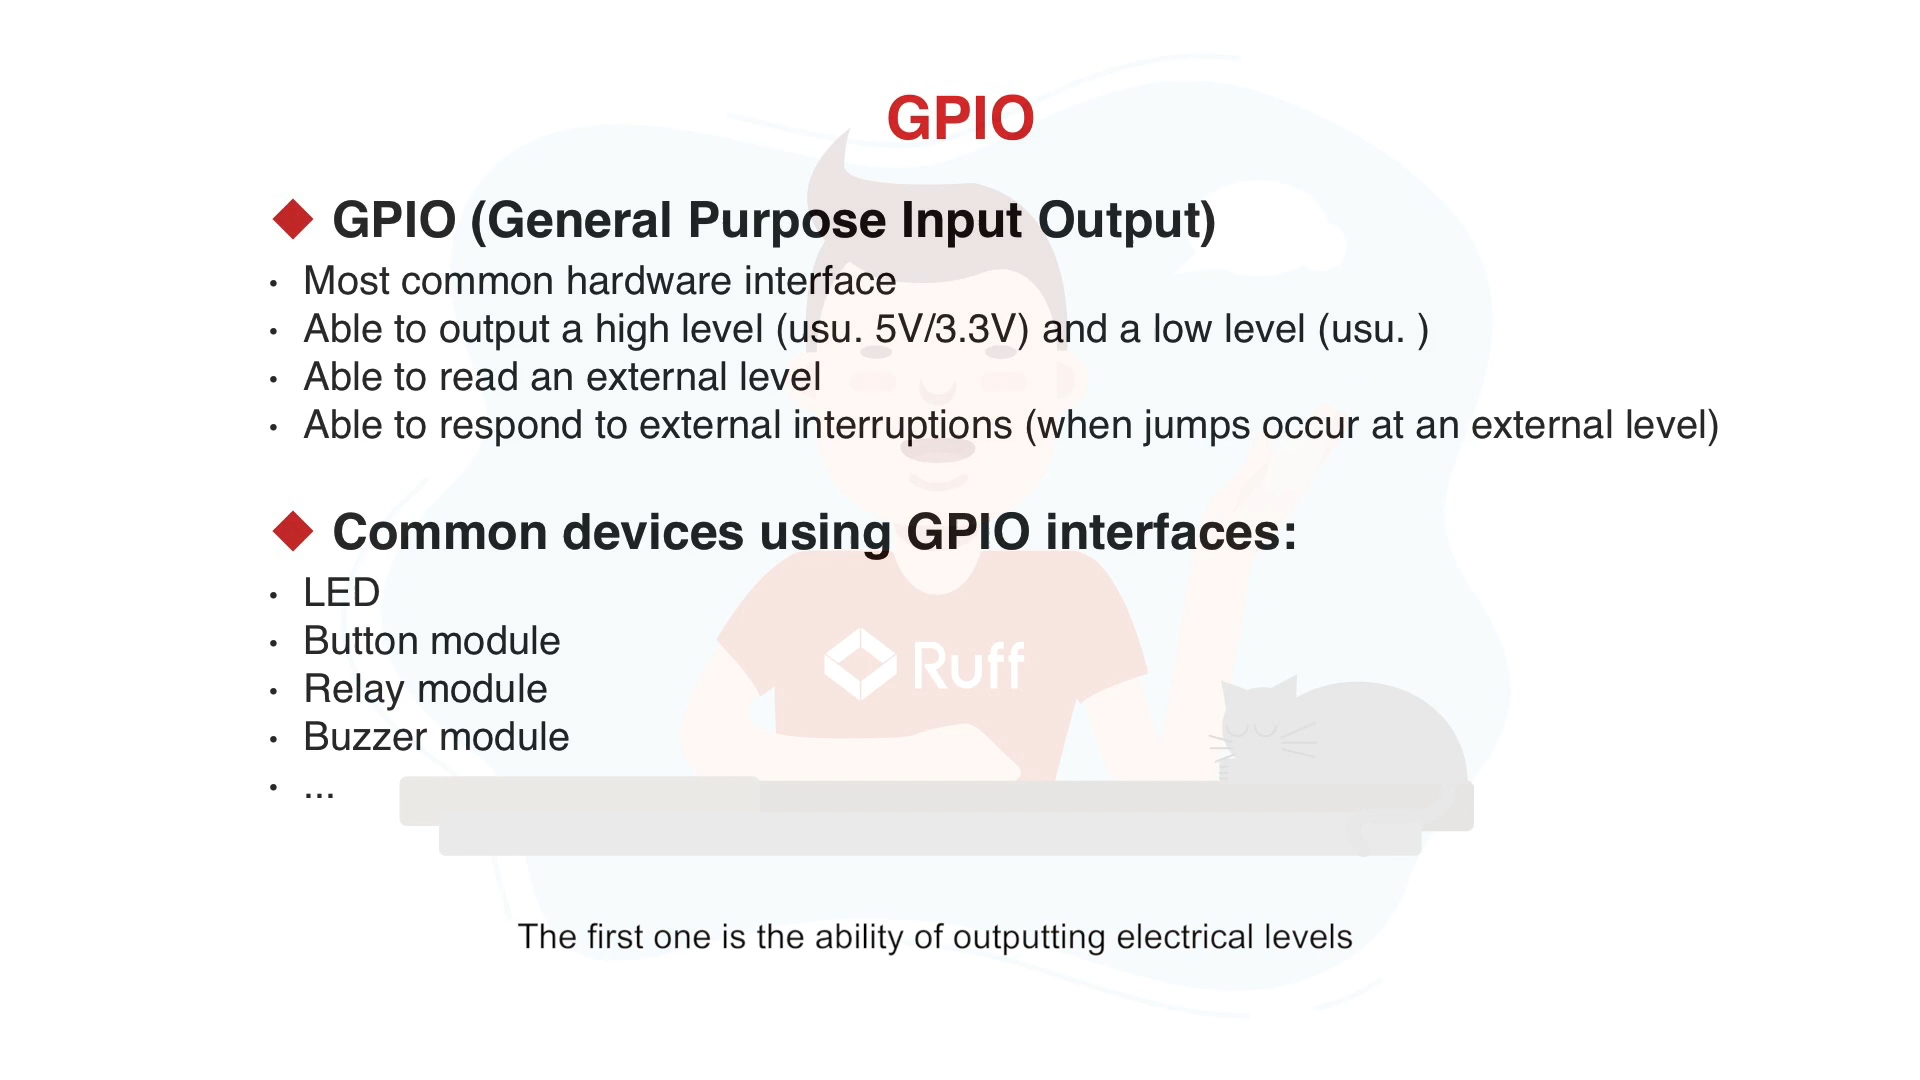 GPIO
◆ GPIO (General Purpose Input Output)
· Most common hardware interface
· Able to output a high level (usu. 5V/3.3V) and a low level (usu. )
· Able to read an external level
· Able to respond to external interruptions (when jumps occur at an external level)
◆ Common devices using GPIO interfaces:
· LED
· Button module
· Relay module
· Buzzer module
· ...
Ruff
The first one is the ability of outputting electrical levels